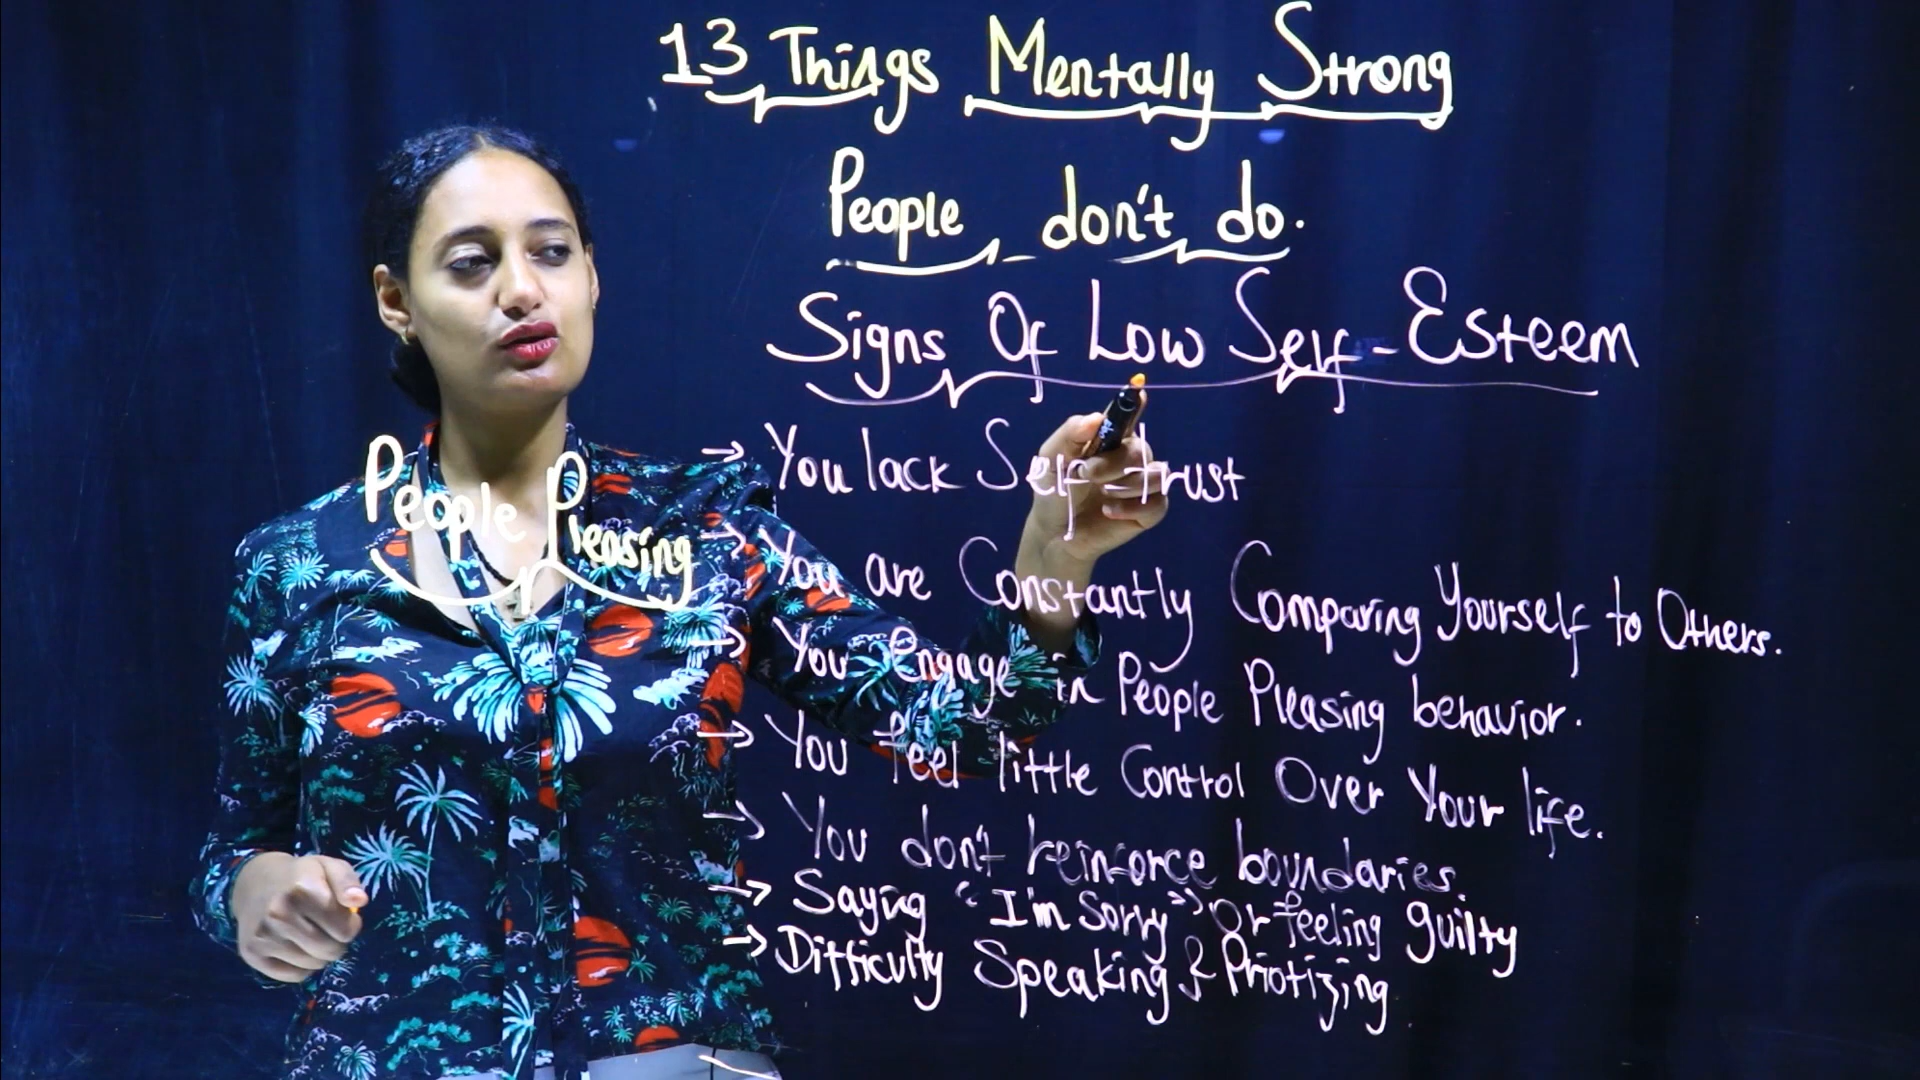 13 Things Mentally Strong
People don't do.
Signs Of Low Self-Esteem
People Pleasing
→ You lack Self-trust
→ You are Constantly Comparing Yourself to Others.
→ You Engage in People Pleasing behavior.
→ You feel little Control Over Your life.
→ You don't reinforce boundaries.
→ Saying "I'm Sorry" Or feeling guilty
→ Difficulty Speaking & Priotizing